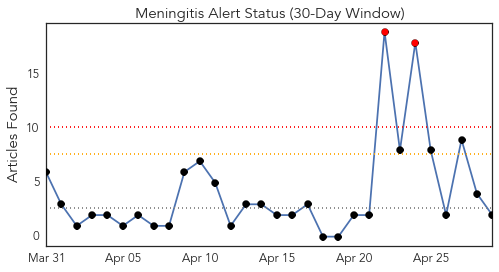 Meningitis Alert Status (30-Day Window)
Articles Found
15
10
5
0
Mar 31 Apr 05 Apr 10 Apr 15 Apr 20 Apr 25